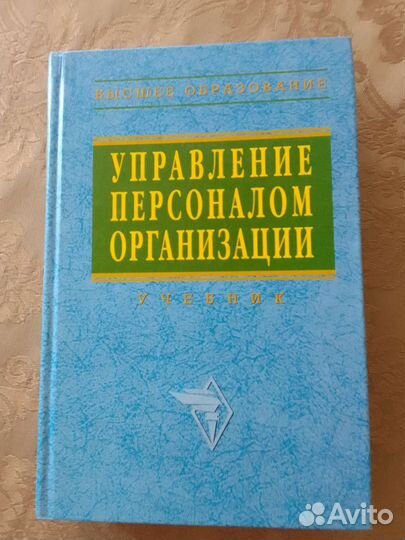 ВЫСШЕЕ ОБРАЗОВАНИЕ
УПРАВЛЕНИЕ
ПЕРСОНАЛОМ
ОРГАНИЗАЦИИ
УЧЕБНИК
Avito